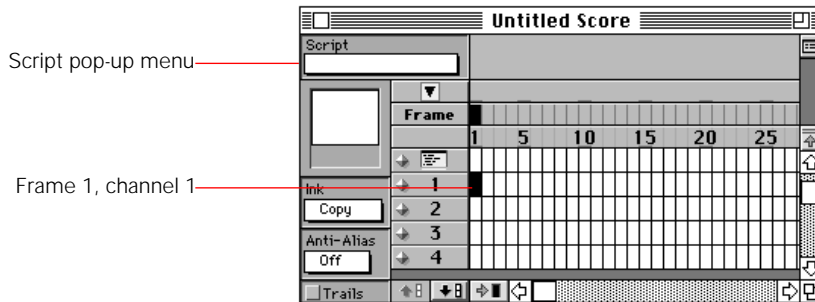 Untitled Score
Script
Script pop-up menu
Frame
1 5 10 15 20 25
Frame 1, channel 1
1
Ink
Copy
2
3
Anti-Alias
Off
4
Trails